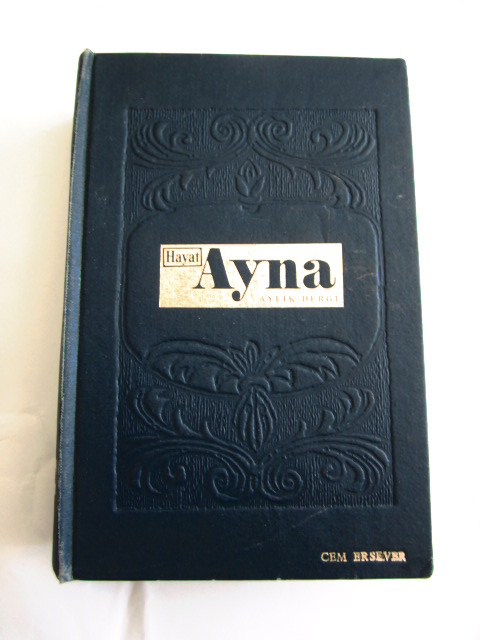 Hayat
Ayna
AYLIK DERGİ
CEM ERSEVER